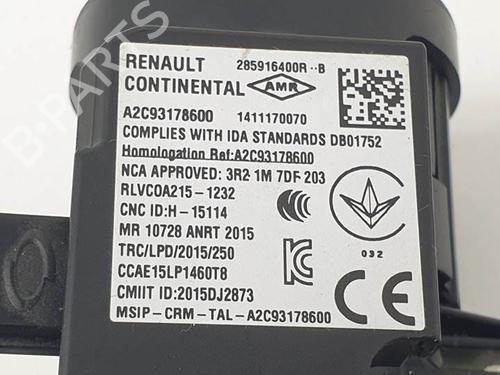 B-PARTS
RENAULT 285916400R--B
CONTINENTAL AMR
A2C93178600 1411170070
COMPLIES WITH IDA STANDARDS DB01752
Homologation Ref:A2C93178600
NCA APPROVED: 3R2 1M 7DF 203
RLVCOA215-1232
CNC ID:H-15114
MR 10728 ANRT 2015
032
TRC/LPD/2015/250
CCAE15LP1460T8
CMIIT ID:2015DJ2873
MSIP-CRM-TAL-A2C93178600